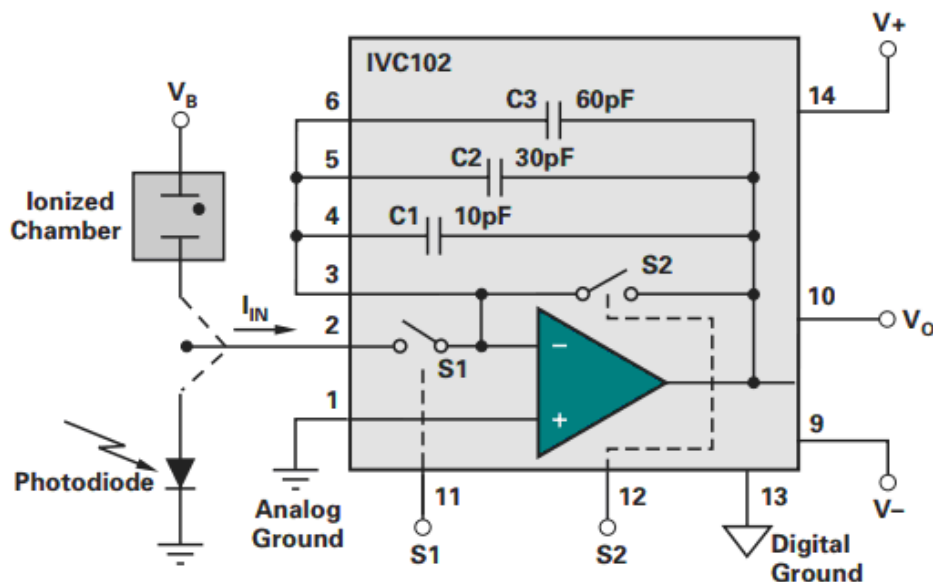 V+
IVC102
VB
6
C3 60pF
14
5
C2 30pF
Ionized
Chamber
4
C1 10pF
3
S2
10
IIN
2
VO
S1
–
1
+
9
Photodiode
Analog
Ground
11
12
13
V–
S1
S2
Digital
Ground